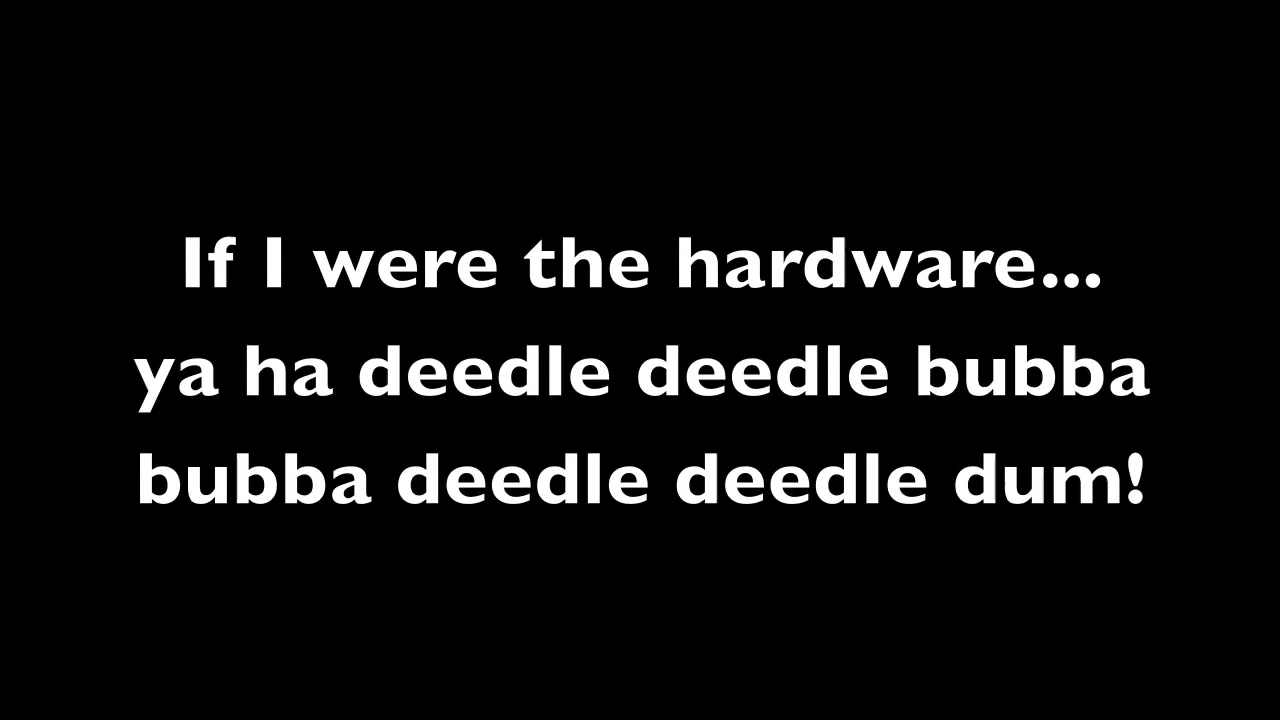 If I were the hardware...
ya ha deedle deedle bubba
bubba deedle deedle dum!